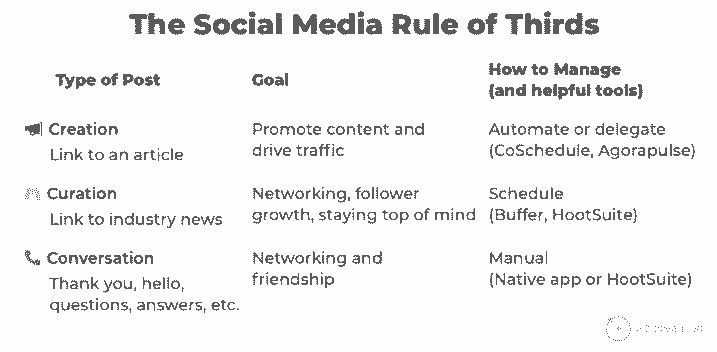 The Social Media Rule of Thirds
Type of Post
Goal
How to Manage
(and helpful tools)
Creation
Link to an article
Promote content and
drive traffic
Automate or delegate
(CoSchedule, Agorapulse)
Curation
Link to industry news
Networking, follower
growth, staying top of mind
Schedule
(Buffer, HootSuite)
Conversation
Thank you, hello,
questions, answers, etc.
Networking and
friendship
Manual
(Native app or HootSuite)